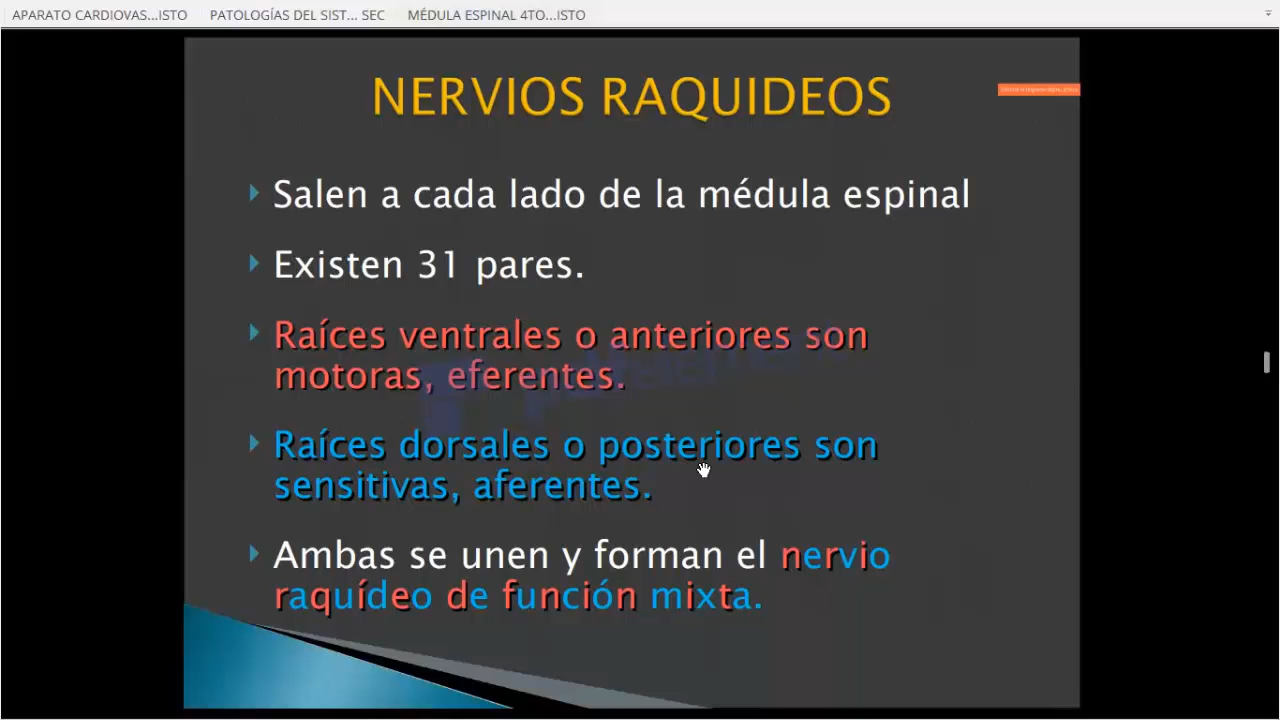 APARATO CARDIOVAS...ISTO PATOLOGÍAS DEL SIST... SEC MÉDULA ESPINAL 4TO...ISTO
NERVIOS RAQUIDEOS
Salen a cada lado de la médula espinal
Existen 31 pares.
Raíces ventrales o anteriores son
motoras, eferentes.
Raíces dorsales o posteriores son
sensitivas, aferentes.
Ambas se unen y forman el nervio
raquídeo de función mixta.